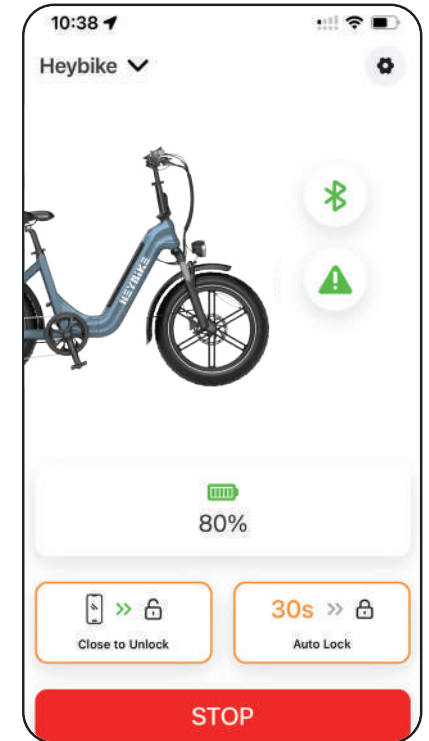 10:38
Heybike
HEYBIKE
80%
Close to Unlock
30s
Auto Lock
STOP